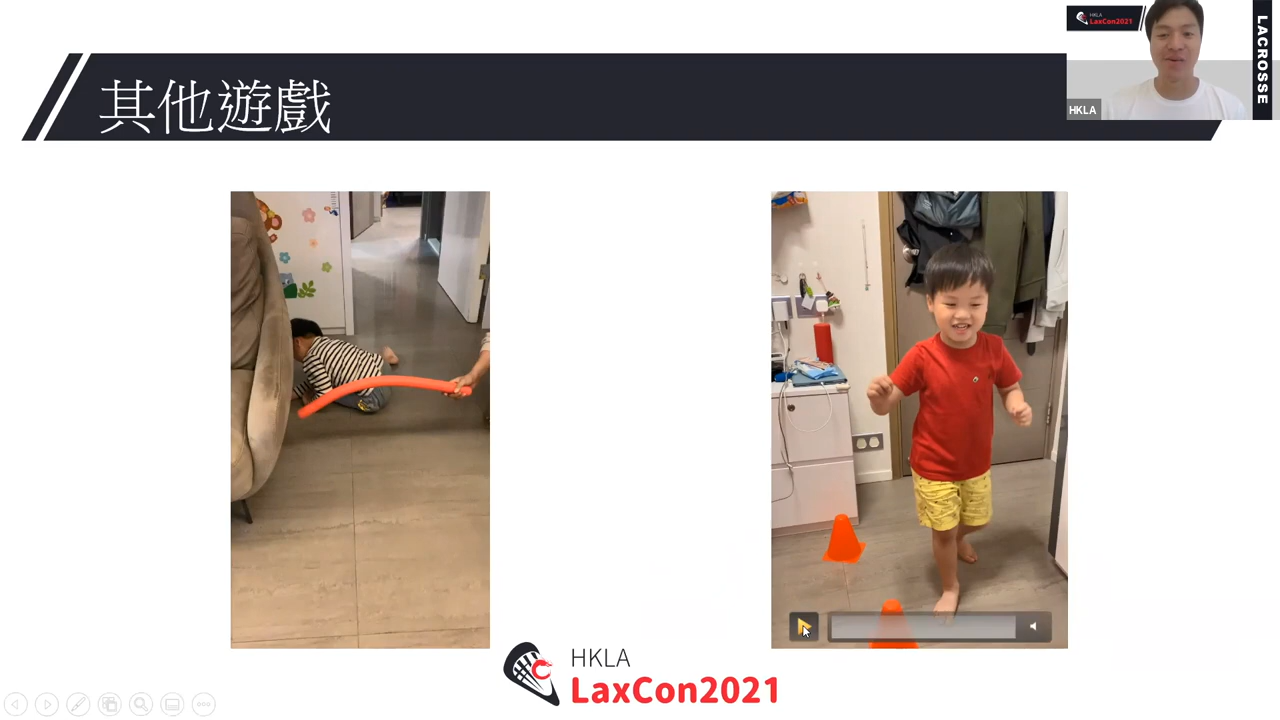 其他遊戲
HKLA
LaxCon2021
HKLA
LACROSSE
HKLA
LaxCon2021